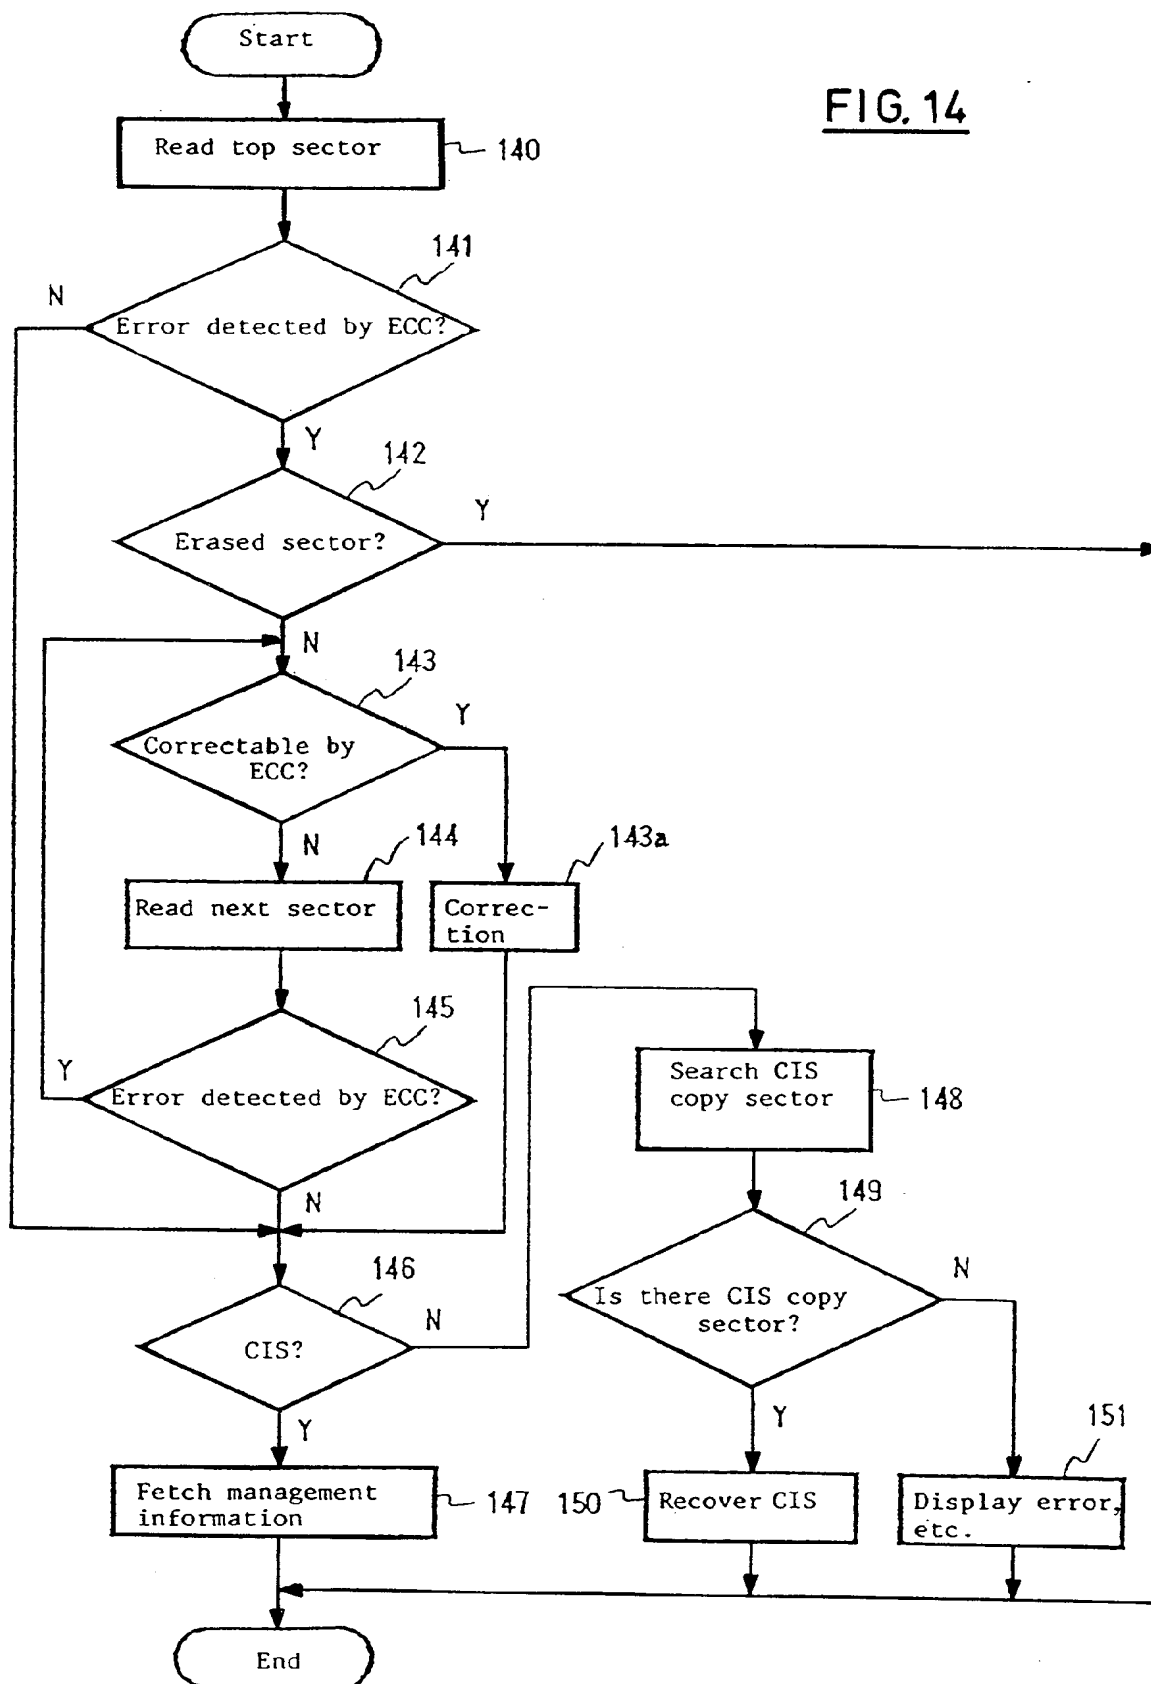 Start
FIG. 14
Read top sector
140
141
N
Error detected by ECC?
Y
142
Erased sector?
Y
N
143
Correctable by
ECC?
Y
N
144
143a
Read next sector
Correc-
tion
145
Y
Error detected by ECC?
N
Search CIS
copy sector
148
149
Is there CIS copy
sector?
N
146
CIS?
N
Y
Y
151
Fetch management
information
147
150
Recover CIS
Display error,
etc.
End